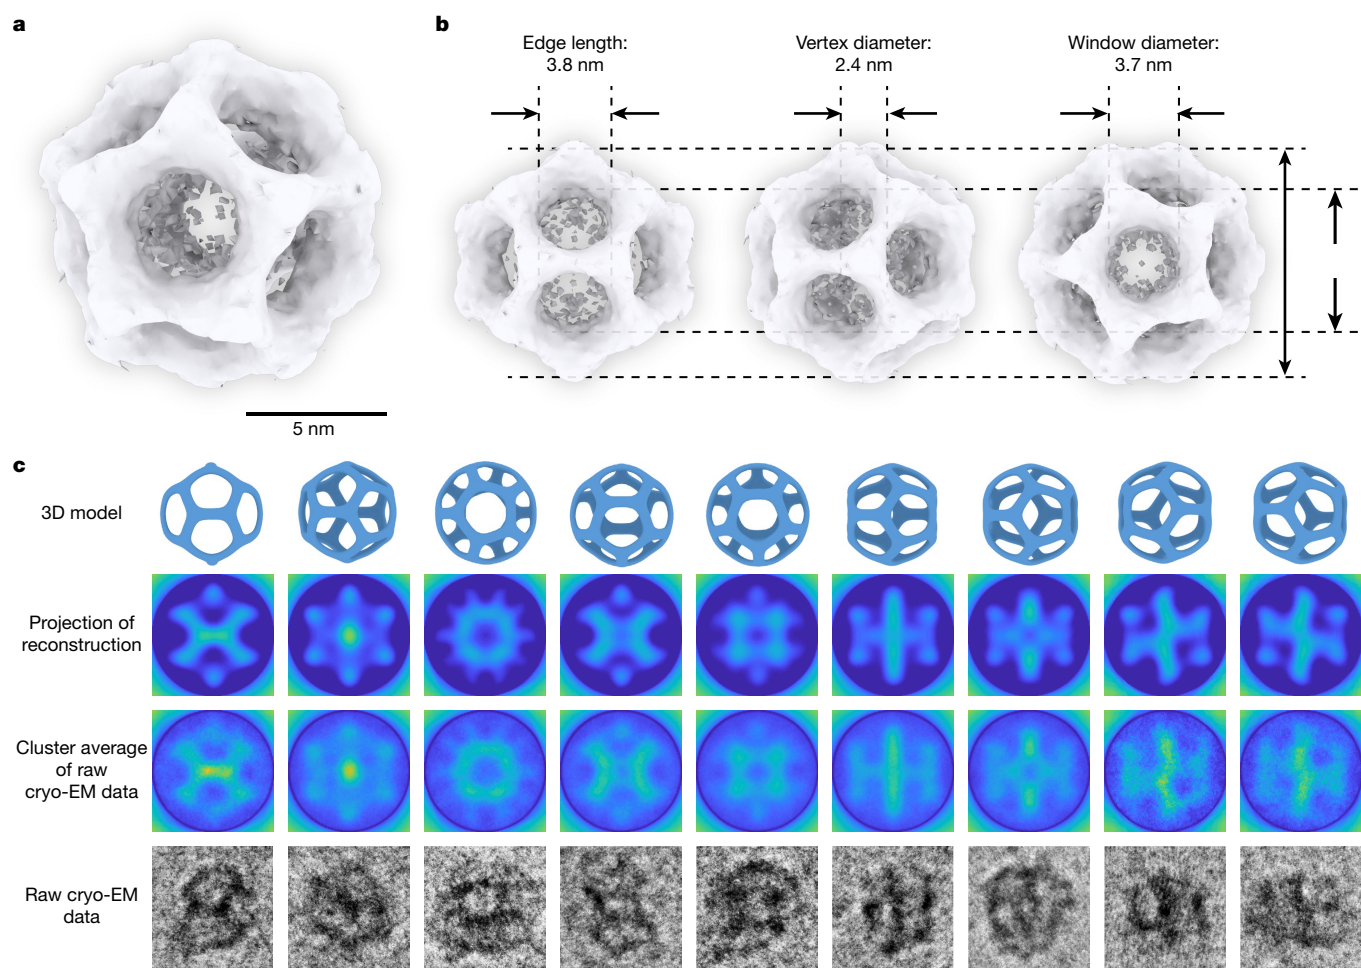 a
b
Edge length:
3.8 nm
Vertex diameter:
2.4 nm
Window diameter:
3.7 nm
5 nm
c
3D model
Projection of
reconstruction
Cluster average
of raw
cryo-EM data
Raw cryo-EM
data